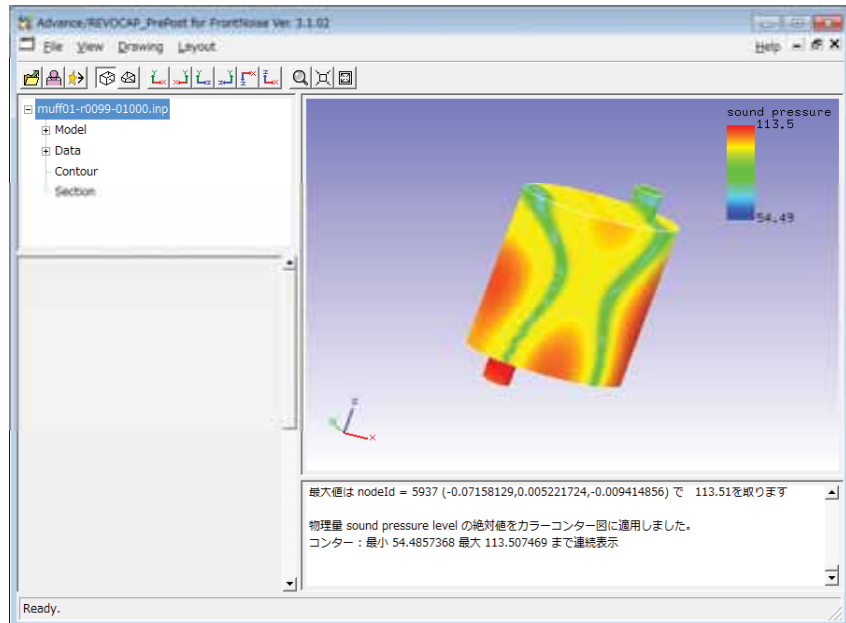 Advance/REVOCAP_PrePost for FrontNoise Ver. 3.1.02
File View Drawing Layout Help
muff01-r0099-01000.inp
Model
Data
Contour
Section
sound pressure
113.5
54.49
z
x
最大値は nodeId = 5937 (-0.07158129,0.005221724,-0.009414856) で 113.51を取ります
物理量 sound pressure level の絶対値をカラーコンター図に適用しました。
コンター：最小 54.4857368 最大 113.507469 まで連続表示
Ready.